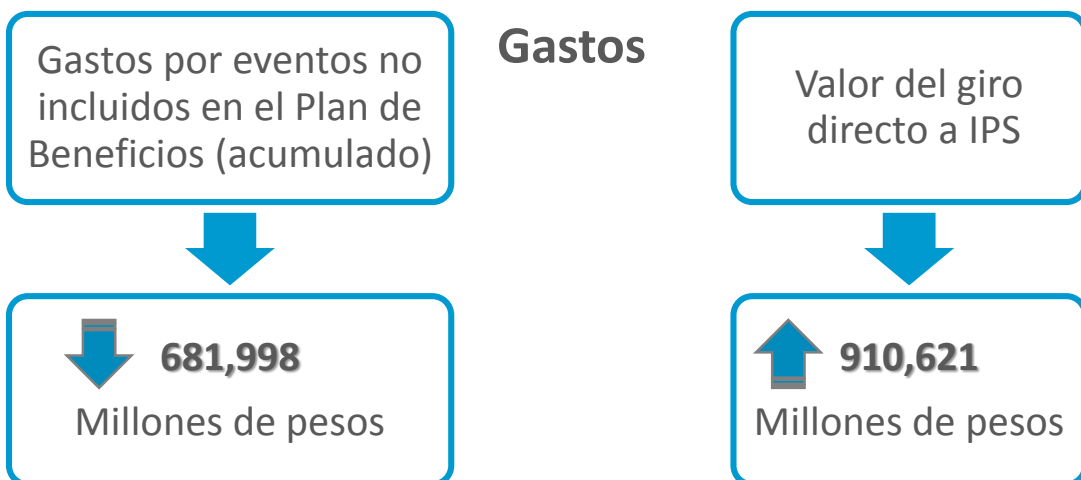 Gastos
Gastos por eventos no
incluidos en el Plan de
Beneficios (acumulado)
681,998
Millones de pesos
Valor del giro
directo a IPS
910,621
Millones de pesos